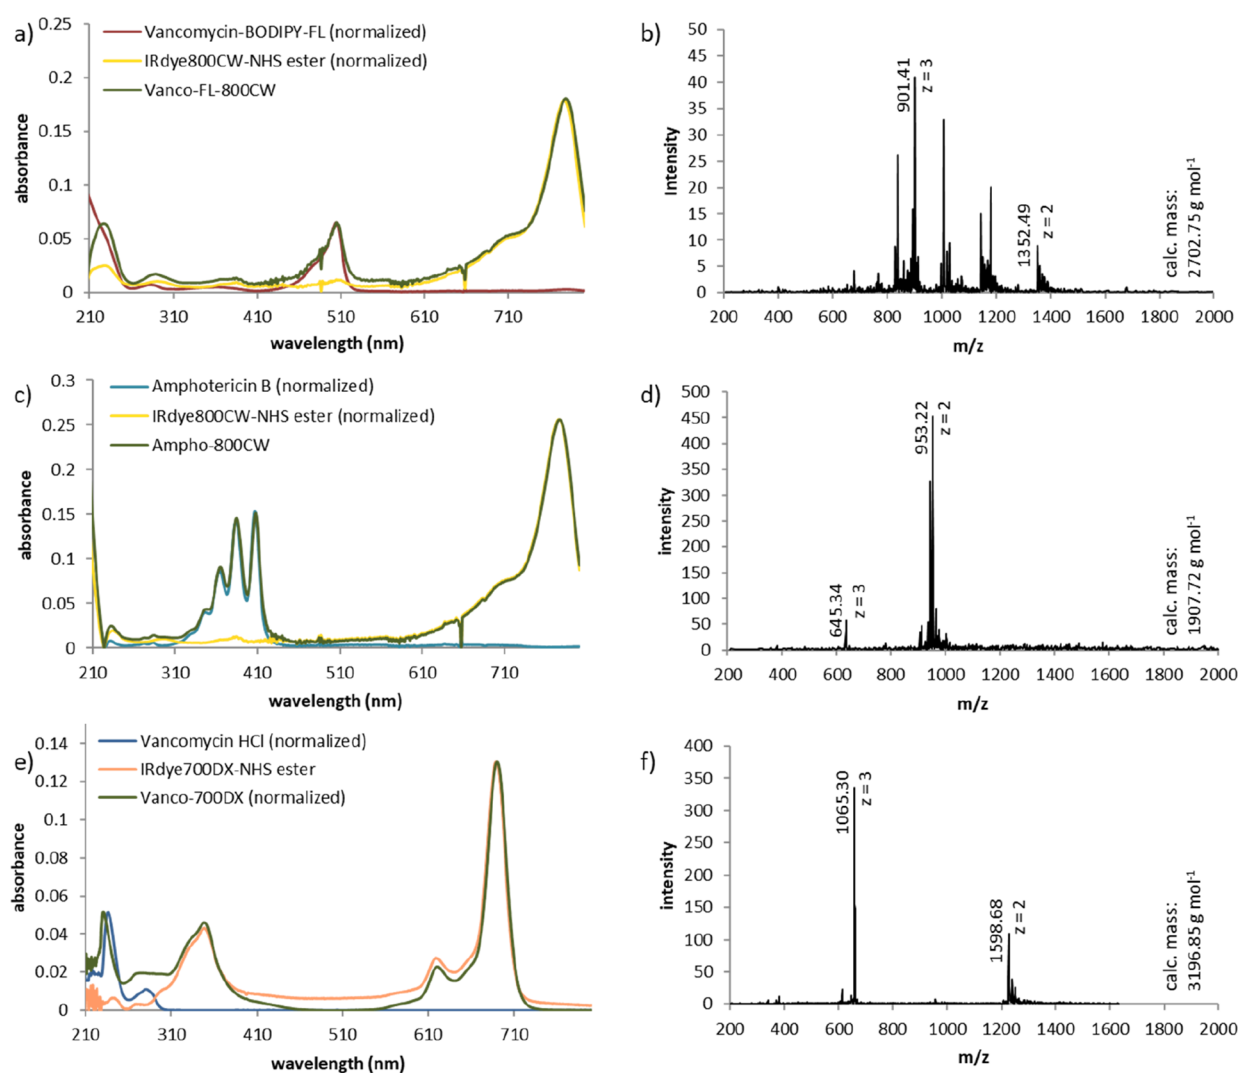 a)
Vancomycin-BODIPY-FL (normalized)
IRdye800CW-NHS ester (normalized)
Vanco-FL-800CW
absorbance
0.25
0.2
0.15
0.1
0.05
0
210 310 410 510 610 710
wavelength (nm)
b)
Intensity
50
45
40
35
30
25
20
15
10
5
0
901.41
z = 3
1352.49
z = 2
calc. mass:
2702.75 g mol-1
200 400 600 800 1000 1200 1400 1600 1800 2000
m/z
c)
Amphotericin B (normalized)
IRdye800CW-NHS ester (normalized)
Ampho-800CW
absorbance
0.3
0.25
0.2
0.15
0.1
0.05
0
210 310 410 510 610 710
wavelength (nm)
d)
intensity
500
450
400
350
300
250
200
150
100
50
0
645.34
z = 3
953.22
z = 2
calc. mass:
1907.72 g mol-1
200 400 600 800 1000 1200 1400 1600 1800 2000
m/z
e)
Vancomycin HCl (normalized)
IRdye700DX-NHS ester
Vanco-700DX (normalized)
absorbance
0.14
0.12
0.1
0.08
0.06
0.04
0.02
0
210 310 410 510 610 710
wavelength (nm)
f)
intensity
400
350
300
250
200
150
100
50
0
1065.30
z = 3
1598.68
z = 2
calc. mass:
3196.85 g mol-1
200 400 600 800 1000 1200 1400 1600 1800 2000
m/z